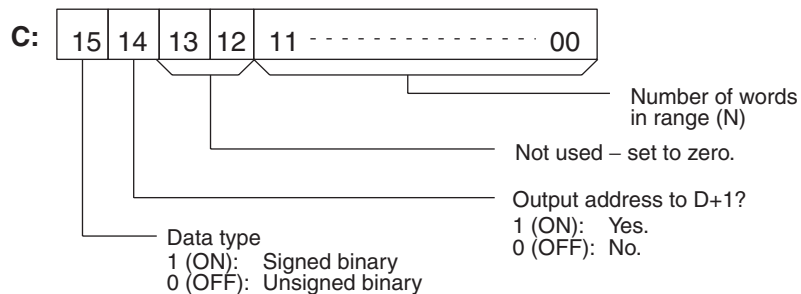 C: 15 14 13 12 11 - - - - - - - - - - - - - - - 00
Number of words
in range (N)
Not used – set to zero.
Output address to D+1?
1 (ON): Yes.
0 (OFF): No.
Data type
1 (ON): Signed binary
0 (OFF): Unsigned binary